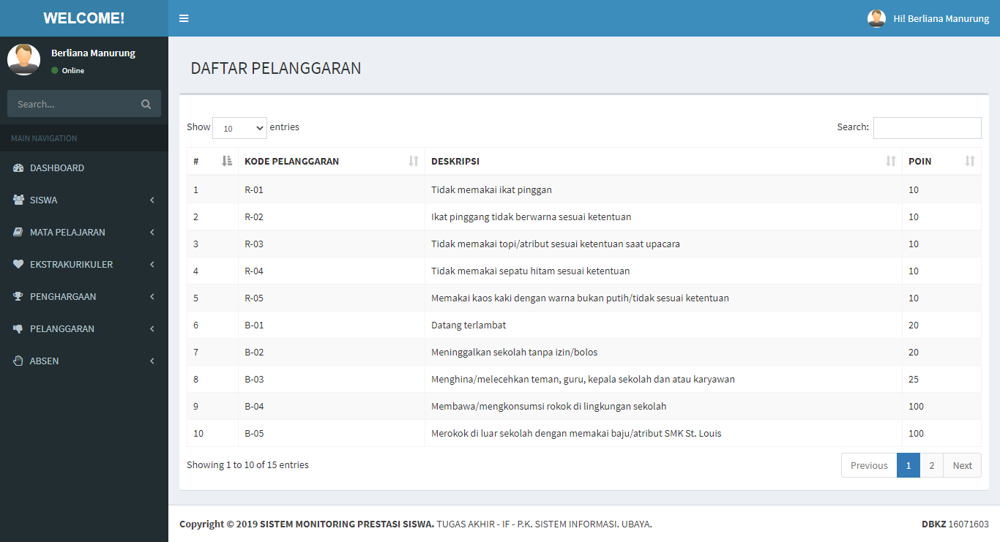 WELCOME!
Hi! Berliana Manurung
Berliana Manurung
Online
Search...
MAIN NAVIGATION
DASHBOARD
SISWA
MATA PELAJARAN
EKSTRAKURIKULER
PENGHARGAAN
PELANGGARAN
ABSEN
DAFTAR PELANGGARAN
Show 10 entries Search:
# KODE PELANGGARAN DESKRIPSI POIN
1 R-01 Tidak memakai ikat pinggan 10
2 R-02 Ikat pinggang tidak berwarna sesuai ketentuan 10
3 R-03 Tidak memakai topi/atribut sesuai ketentuan saat upacara 10
4 R-04 Tidak memakai sepatu hitam sesuai ketentuan 10
5 R-05 Memakai kaos kaki dengan warna bukan putih/tidak sesuai ketentuan 10
6 B-01 Datang terlambat 20
7 B-02 Meninggalkan sekolah tanpa izin/bolos 20
8 B-03 Menghina/melecehkan teman, guru, kepala sekolah dan atau karyawan 25
9 B-04 Membawa/mengkonsumsi rokok di lingkungan sekolah 100
10 B-05 Merokok di luar sekolah dengan memakai baju/atribut SMK St. Louis 100
Showing 1 to 10 of 15 entries Previous 1 2 Next
Copyright © 2019 SISTEM MONITORING PRESTASI SISWA. TUGAS AKHIR - IF - P.K. SISTEM INFORMASI. UBAYA. DBKZ 16071603